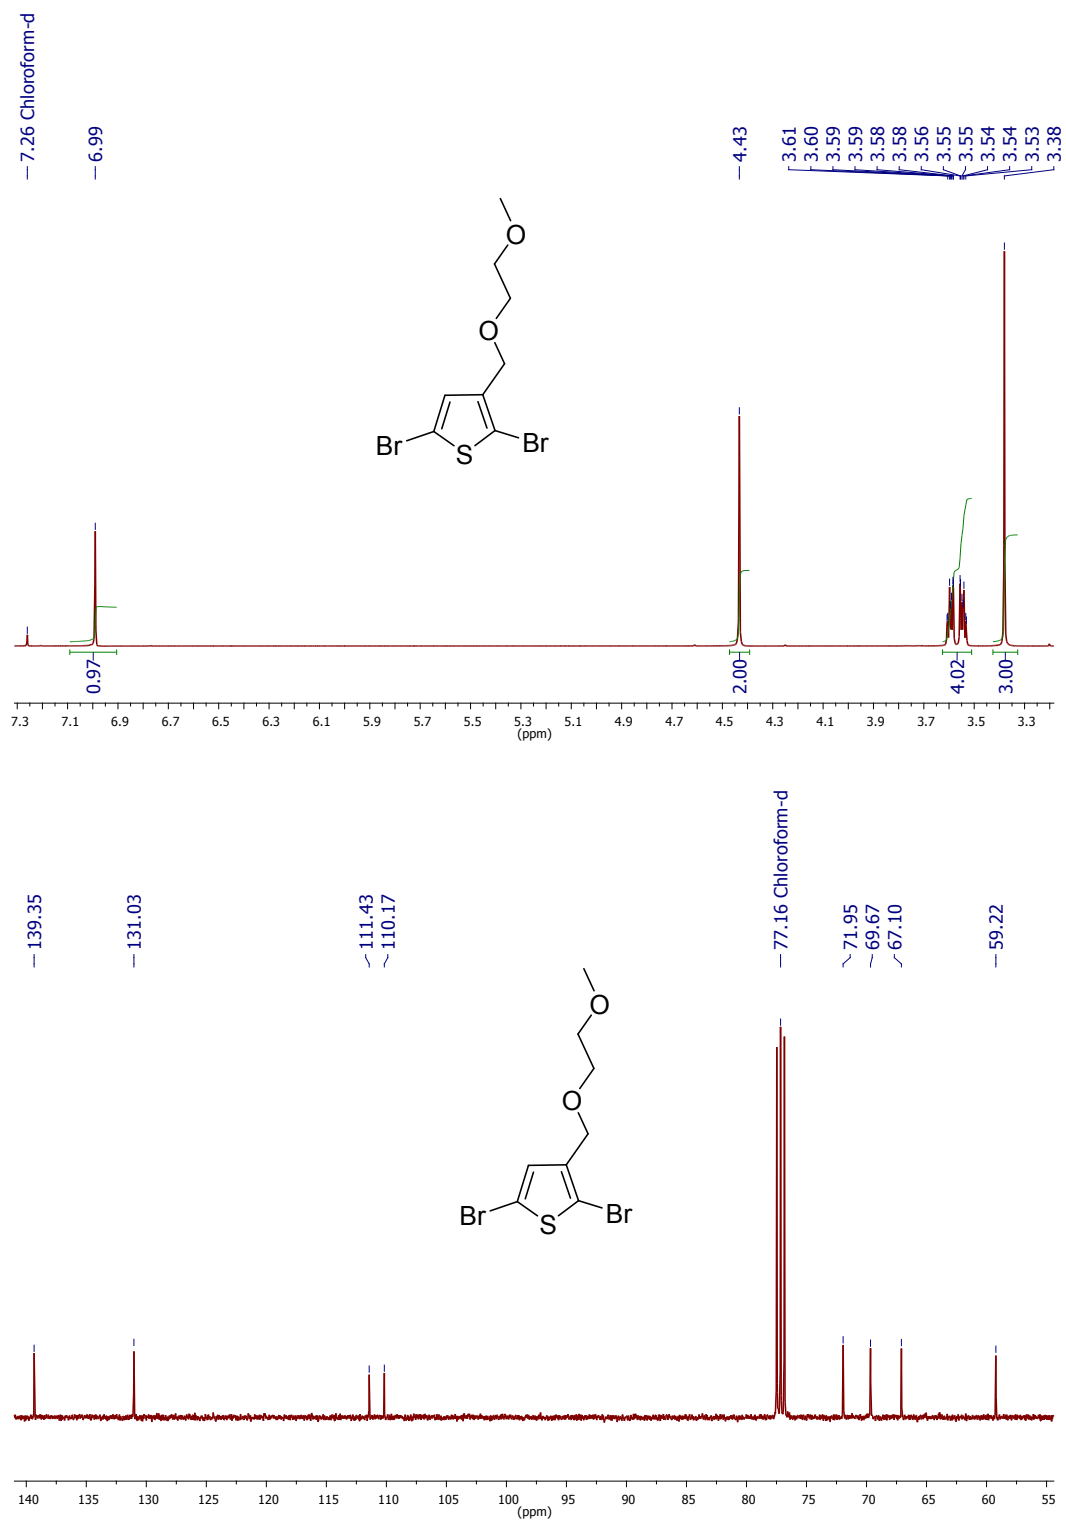 7.26 Chloroform-d
6.99
4.43
3.61
3.60
3.59
3.59
3.58
3.58
3.56
3.55
3.55
3.54
3.54
3.53
3.38
O
O
Br
S
Br
0.97
2.00
4.02
3.00
7.3 7.1 6.9 6.7 6.5 6.3 6.1 5.9 5.7 5.5 5.3 5.1 4.9 4.7 4.5 4.3 4.1 3.9 3.7 3.5 3.3
(ppm)
139.35
131.03
111.43
110.17
77.16 Chloroform-d
71.95
69.67
67.10
59.22
O
O
Br
S
Br
140 135 130 125 120 115 110 105 100 95 90 85 80 75 70 65 60 55
(ppm)